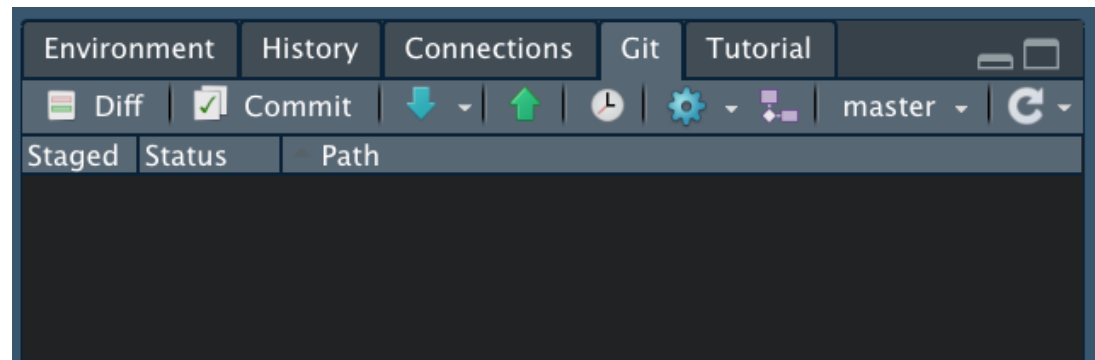 Environment History Connections Git Tutorial
Diff Commit master
Staged Status Path